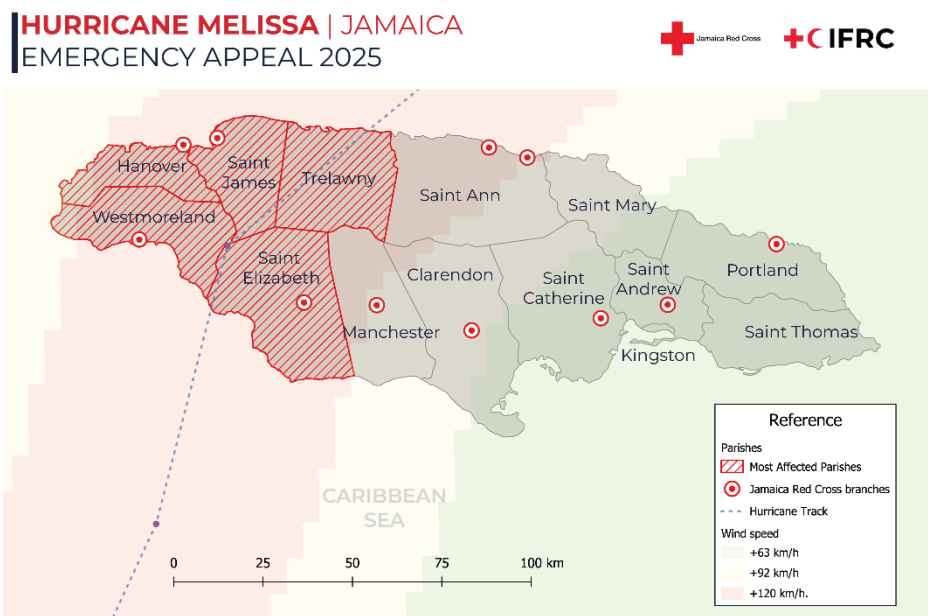 HURRICANE MELISSA | JAMAICA
EMERGENCY APPEAL 2025
Jamaica Red Cross
IFRC
Hanover
Saint
James
Trelawny
Westmoreland
Saint Ann
Saint Mary
Saint
Elizabeth
Manchester
Clarendon
Saint
Catherine
Saint
Andrew
Portland
Saint Thomas
Kingston
CARIBBEAN
SEA
0
25
50
75
100 km
Reference
Parishes
Most Affected Parishes
Jamaica Red Cross branches
Hurricane Track
Wind speed
+63 km/h
+92 km/h
+120 km/h.